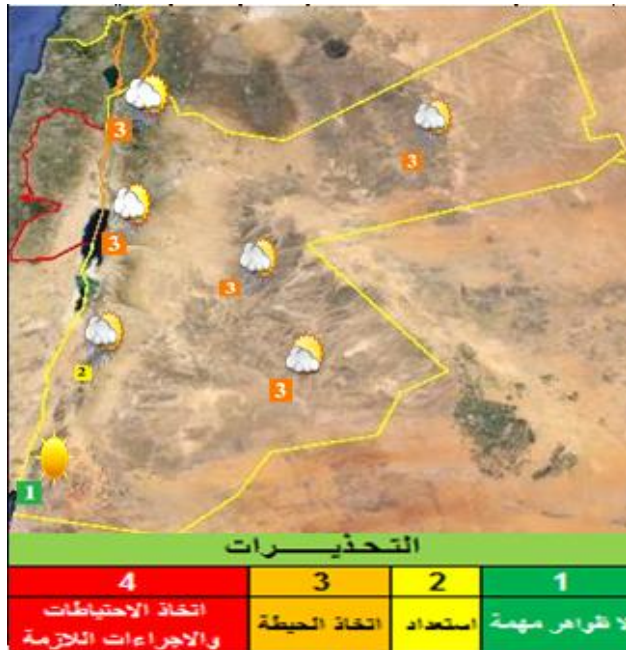 3
3
3
3
3
2
1
التـحـذيـــــرات
1 2 3 4
لا ظواهر مهمة
استعداد
اتخاذ الحيطة
اتخاذ الاحتياطات
والاجراءات اللازمة